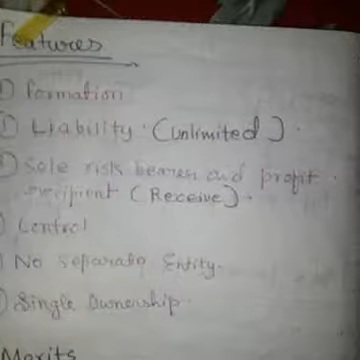 Features
) Formation
) Liability. (Unlimited).
) Sole risk bearer and profit.
recipient (Receive).
) Control
) No Separate Entity.
) Single Ownership.
Merits